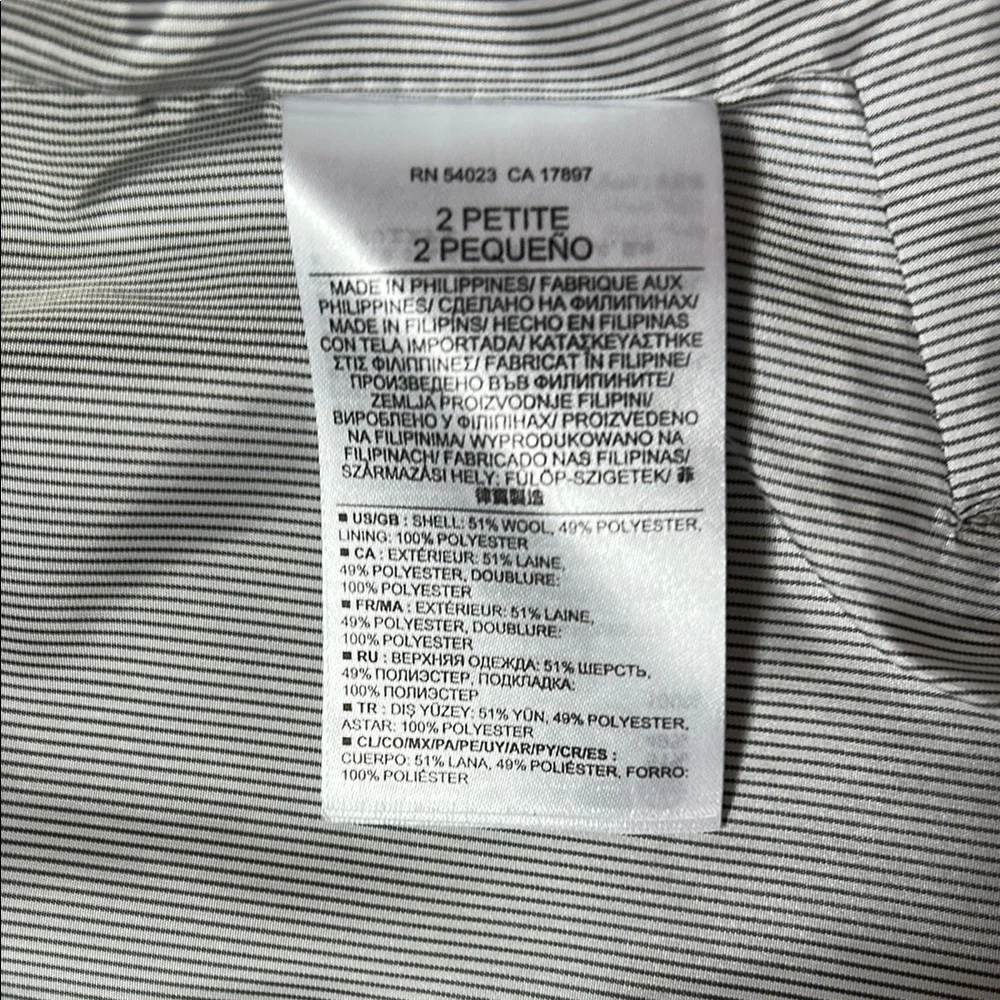 RN 54023 CA 17897
2 PETITE
2 PEQUEÑO
MADE IN PHILIPPINES/ FABRIQUE AUX
PHILIPPINES/ СДЕЛАНО НА ФИЛИПИНАХ/
MADE IN FILIPINS/ HECHO EN FILIPINAS
CON TELA IMPORTADA/ ΚΑΤΑΣΚΕΥΑΣΤΗΚΕ
ΣΤΙΣ ΦΙΛΙΠΠΙΝΕΣ/ FABRICAT ÎN FILIPINE/
ПРОИЗВЕДЕНО ВЪВ ФИЛИПИНИТЕ/
ZEMLJA PROIZVODNJE FILIPINI/
ВИРОБЛЕНО У ФІЛІПІНАХ/ PROIZVEDENO
NA FILIPINIMA/ WYPRODUKOWANO NA
FILIPINACH/ FABRICADO NAS FILIPINAS/
SZÁRMAZÁSI HELY: FÜLÖP-SZIGETEK/ 菲
律賓製造
■ US/GB : SHELL: 51% WOOL, 49% POLYESTER,
LINING: 100% POLYESTER
■ CA : EXTÉRIEUR: 51% LAINE,
49% POLYESTER, DOUBLURE:
100% POLYESTER
■ FR/MA : EXTÉRIEUR: 51% LAINE,
49% POLYESTER, DOUBLURE:
100% POLYESTER
■ RU : ВЕРХНЯЯ ОДЕЖДА: 51% ШЕРСТЬ,
49% ПОЛИЭСТЕР, ПОДКЛАДКА:
100% ПОЛИЭСТЕР
■ TR : DIŞ YÜZEY: 51% YÜN, 49% POLYESTER,
ASTAR: 100% POLYESTER
■ CL/CO/MX/PA/PE/UY/AR/PY/CR/ES :
CUERPO: 51% LANA, 49% POLIÉSTER, FORRO:
100% POLIÉSTER